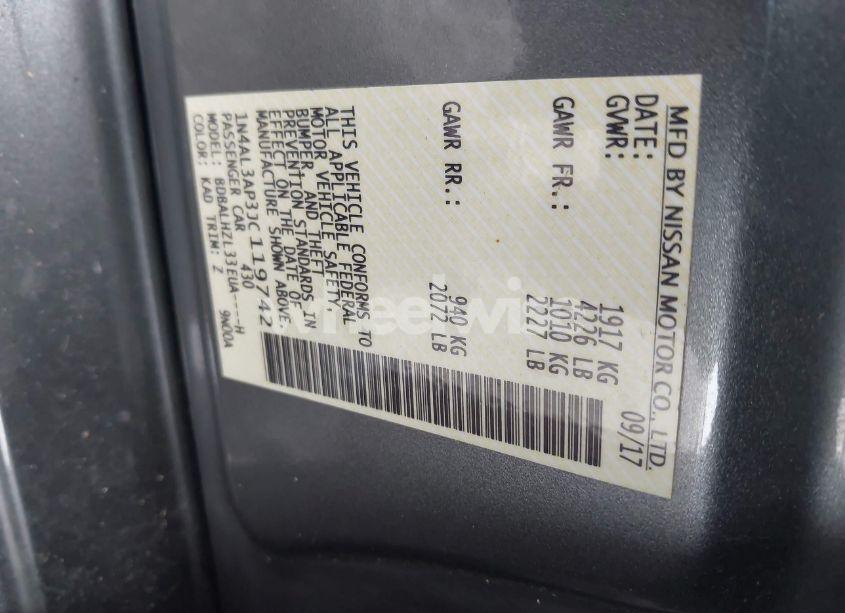 MFD BY NISSAN MOTOR CO., LTD.
DATE: 09/17
GVWR: 1917 KG
4226 LB
GAWR FR.: 1010 KG
2227 LB
GAWR RR.: 940 KG
2072 LB
THIS VEHICLE CONFORMS TO
ALL APPLICABLE FEDERAL
MOTOR VEHICLE SAFETY
BUMPER AND THEFT
PREVENTION STANDARDS IN
EFFECT ON THE DATE OF
MANUFACTURE SHOWN ABOVE
1N4AL3AP3JC119742
PASSENGER CAR 430
MODEL: BDBALHZL33EUA----H
COLOR: KAD TRIM: Z 9N00A